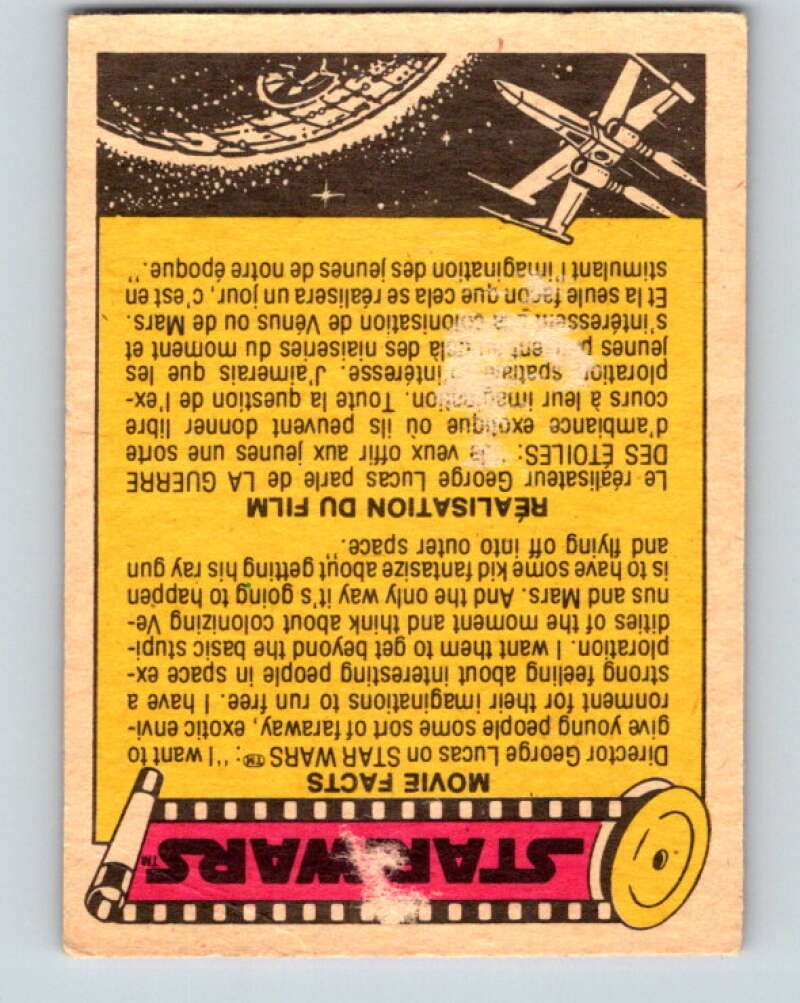 STAR WARS™
MOVIE FACTS
Director George Lucas on STAR WARS™: "I want to
give young people some sort of faraway, exotic envi-
ronment for their imaginations to run free. I have a
strong feeling about interesting people in space ex-
ploration. I want them to get beyond the basic stupi-
dities of the moment and think about colonizing Ve-
nus and Mars. And the only way it's going to happen
is to have some kid fantasize about getting his ray gun
and flying off into outer space."
RÉALISATION DU FILM
Le réalisateur George Lucas parle de LA GUERRE
DES ÉTOILES: veux offir aux jeunes une sorte
d'ambiance exotique où ils peuvent donner libre
cours à leur imagination. Toute la question de l'ex-
ploration spatiale intéresse. J'aimerais que les
jeunes des niaiseries du moment et
s'intéressent colonisation de Vénus ou de Mars.
Et la seule façon que cela se réalisera un jour, c'est en
stimulant l'imagination des jeunes de notre époque."